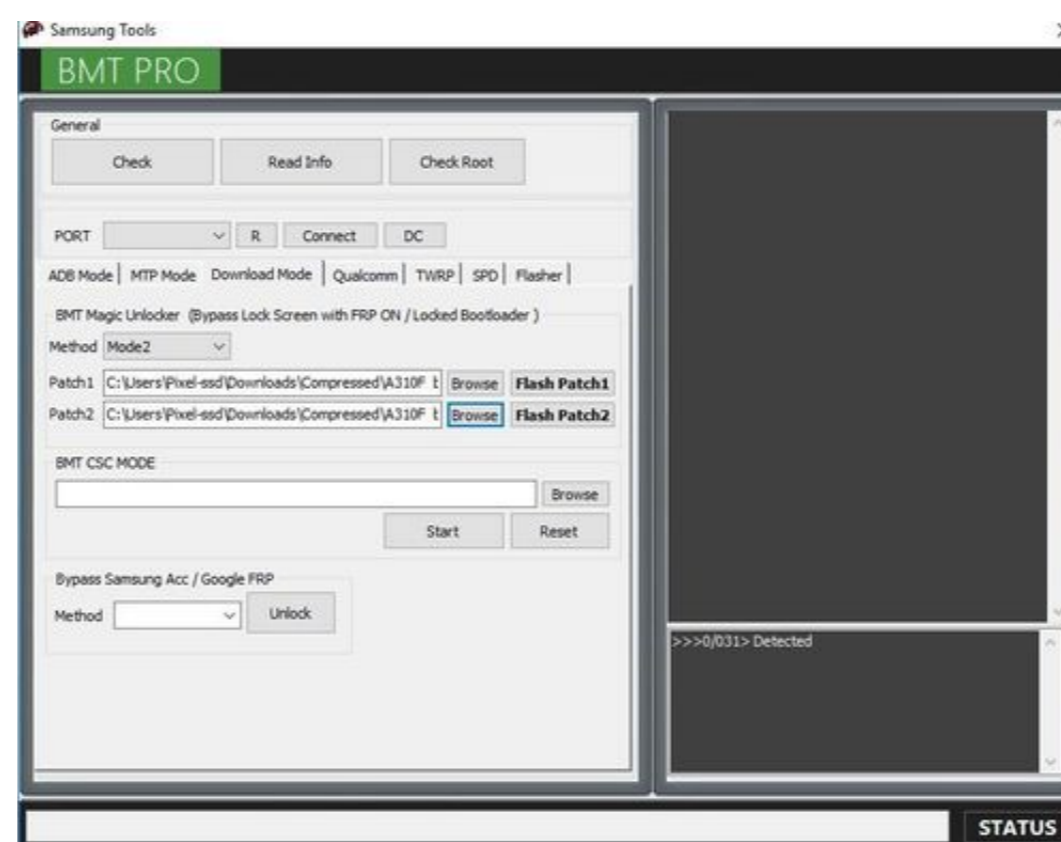 Samsung Tools
BMT PRO
General
Check Read Info Check Root
PORT R Connect DC
ADB Mode MTP Mode Download Mode Qualcomm TWRP SPD Flasher
BMT Magic Unlocker (Bypass Lock Screen with FRP ON / Locked Bootloader )
Method Mode2
Patch1 C:\Users\Pixel-ssd\Downloads\Compressed\A310F Browse Flash Patch1
Patch2 C:\Users\Pixel-ssd\Downloads\Compressed\A310F Browse Flash Patch2
BMT CSC MODE
Browse
Start Reset
Bypass Samsung Acc / Google FRP
Method Unlock
>>>0/031> Detected
STATUS